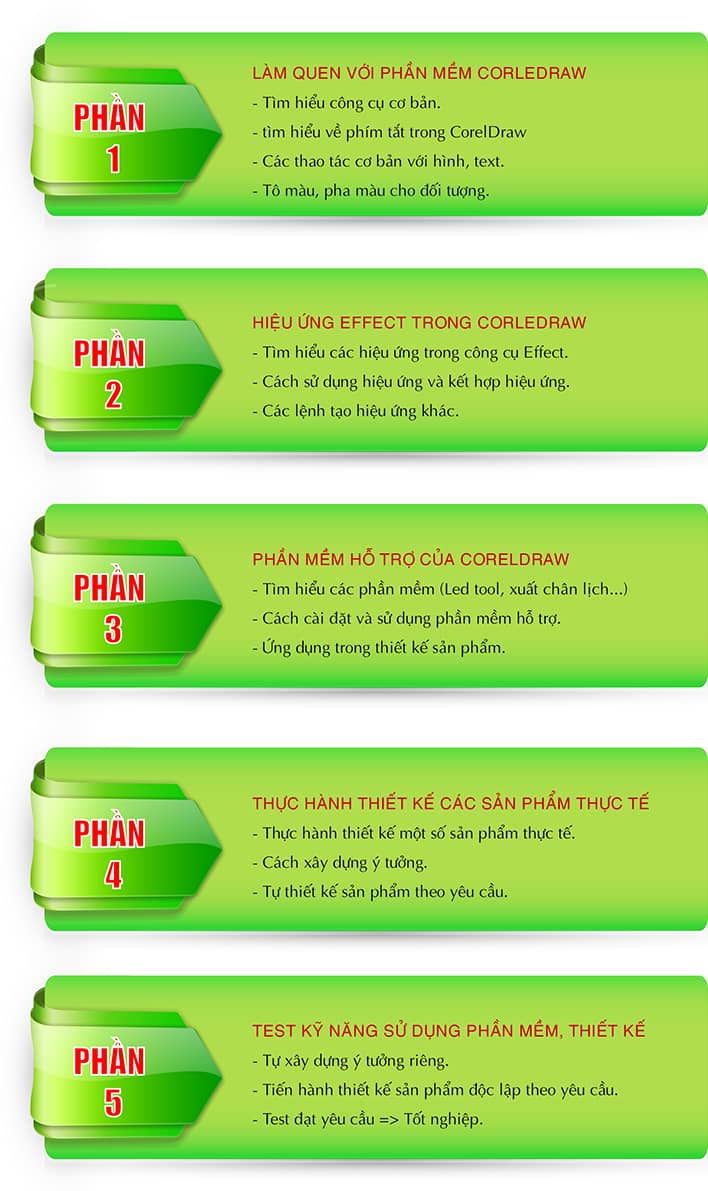 PHẦN
1
LÀM QUEN VỚI PHẦN MỀM CORLEDRAW
- Tìm hiểu công cụ cơ bản.
- tìm hiểu về phím tắt trong CorelDraw
- Các thao tác cơ bản với hình, text.
- Tô màu, pha màu cho đối tượng.
PHẦN
2
HIỆU ỨNG EFFECT TRONG CORLEDRAW
- Tìm hiểu các hiệu ứng trong công cụ Effect.
- Cách sử dụng hiệu ứng và kết hợp hiệu ứng.
- Các lệnh tạo hiệu ứng khác.
PHẦN
3
PHẦN MỀM HỖ TRỢ CỦA CORELDRAW
- Tìm hiểu các phần mềm (Led tool, xuất chân lịch...)
- Cách cài đặt và sử dụng phần mềm hỗ trợ.
- Ứng dụng trong thiết kế sản phẩm.
PHẦN
4
THỰC HÀNH THIẾT KẾ CÁC SẢN PHẨM THỰC TẾ
- Thực hành thiết kế một số sản phẩm thực tế.
- Cách xây dựng ý tưởng.
- Tự thiết kế sản phẩm theo yêu cầu.
PHẦN
5
TEST KỸ NĂNG SỬ DỤNG PHẦN MỀM, THIẾT KẾ
- Tự xây dựng ý tưởng riêng.
- Tiến hành thiết kế sản phẩm độc lập theo yêu cầu.
- Test đạt yêu cầu => Tốt nghiệp.